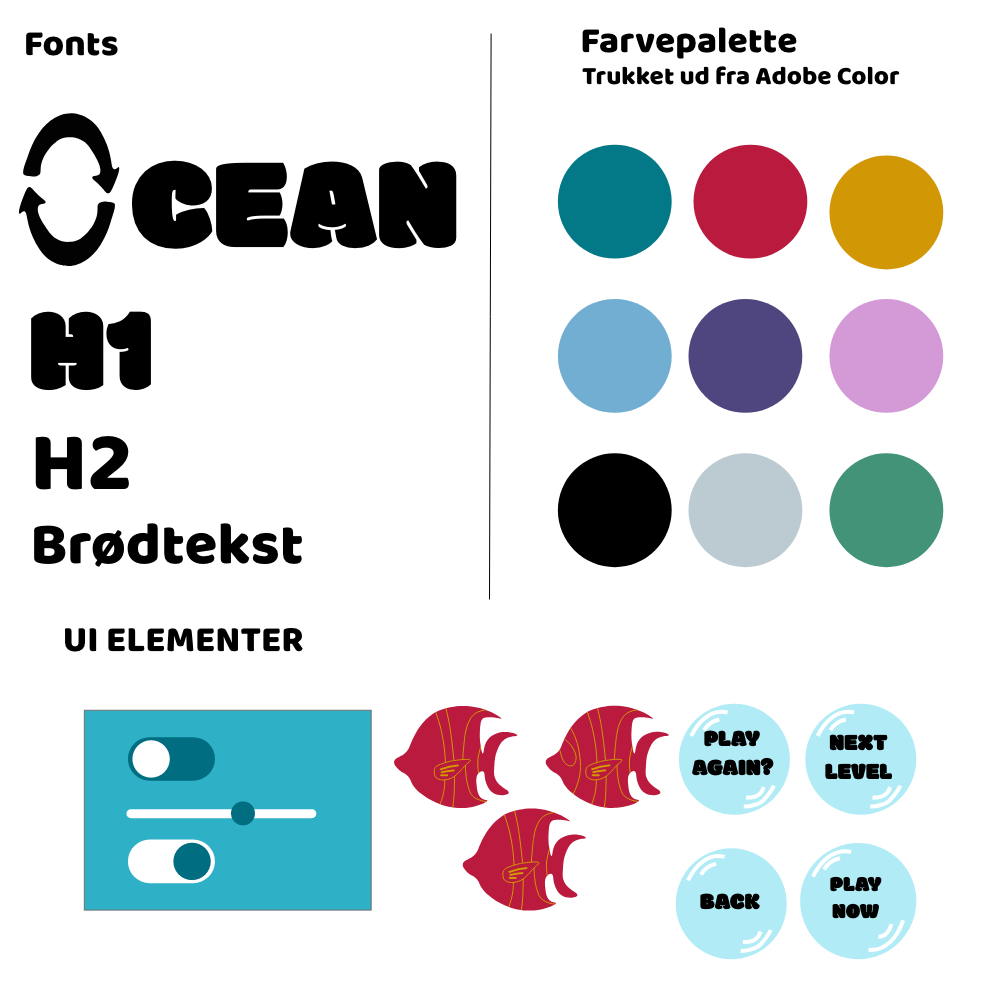 Fonts
OCEAN
H1
H2
Brødtekst
Farvepalette
Trukket ud fra Adobe Color
UI ELEMENTER
PLAY
AGAIN?
NEXT
LEVEL
BACK
PLAY
NOW